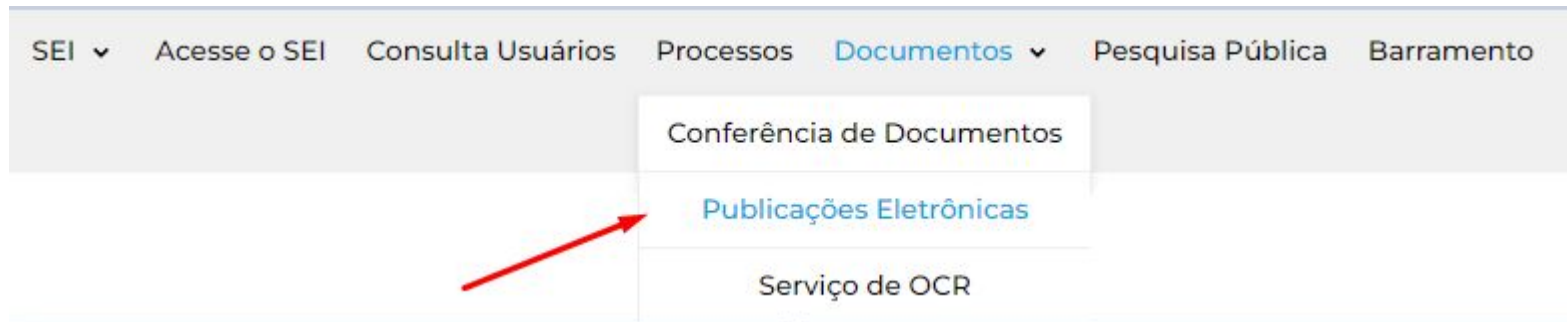 SEI Acesse o SEI Consulta Usuários Processos Documentos Pesquisa Pública Barramento
Conferência de Documentos
Publicações Eletrônicas
Serviço de OCR